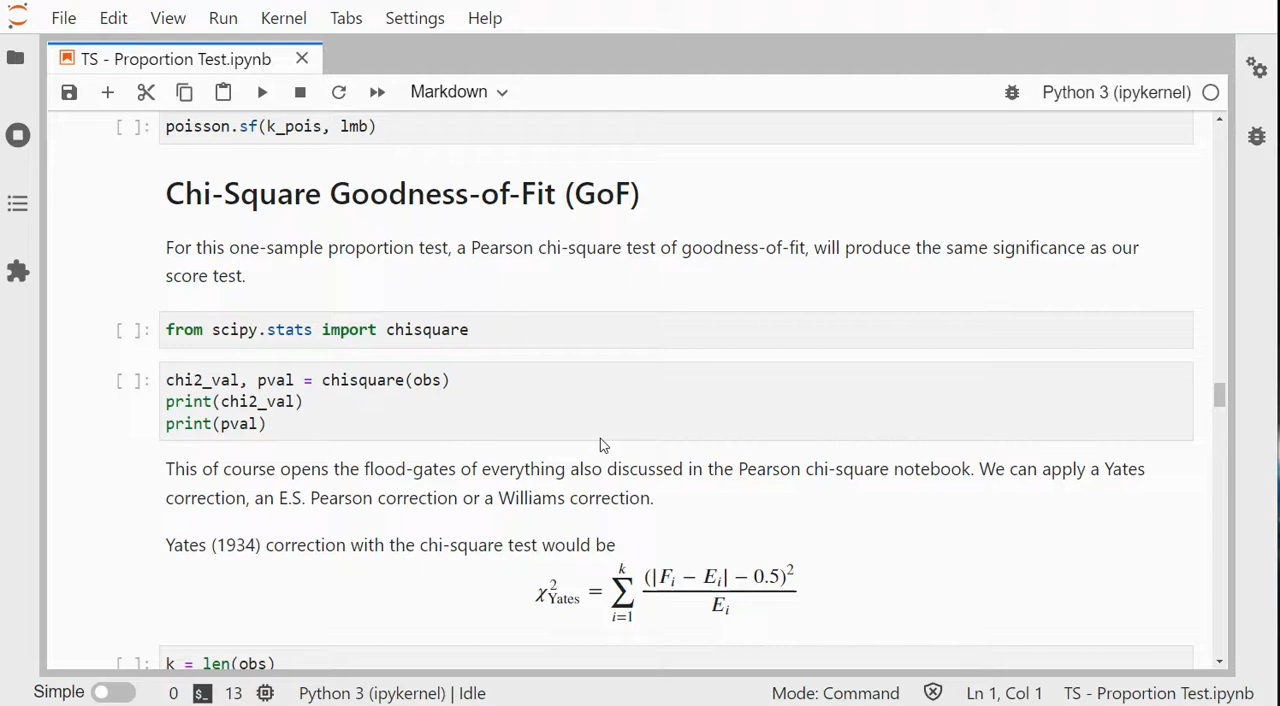 File Edit View Run Kernel Tabs Settings Help
TS - Proportion Test.ipynb
Markdown
Python 3 (ipykernel)
[ ]: poisson.sf(k_pois, lmb)
Chi-Square Goodness-of-Fit (GoF)
For this one-sample proportion test, a Pearson chi-square test of goodness-of-fit, will produce the same significance as our
score test.
[ ]: from scipy.stats import chisquare
[ ]: chi2_val, pval = chisquare(obs)
print(chi2_val)
print(pval)
This of course opens the flood-gates of everything also discussed in the Pearson chi-square notebook. We can apply a Yates
correction, an E.S. Pearson correction or a Williams correction.
Yates (1934) correction with the chi-square test would be
χ²_Yates = ∑_{i=1}^{k} (|F_i − E_i| − 0.5)² / E_i
[ ]: k = len(obs)
Simple 0 13 Python 3 (ipykernel) | Idle Mode: Command Ln 1, Col 1 TS - Proportion Test.ipynb